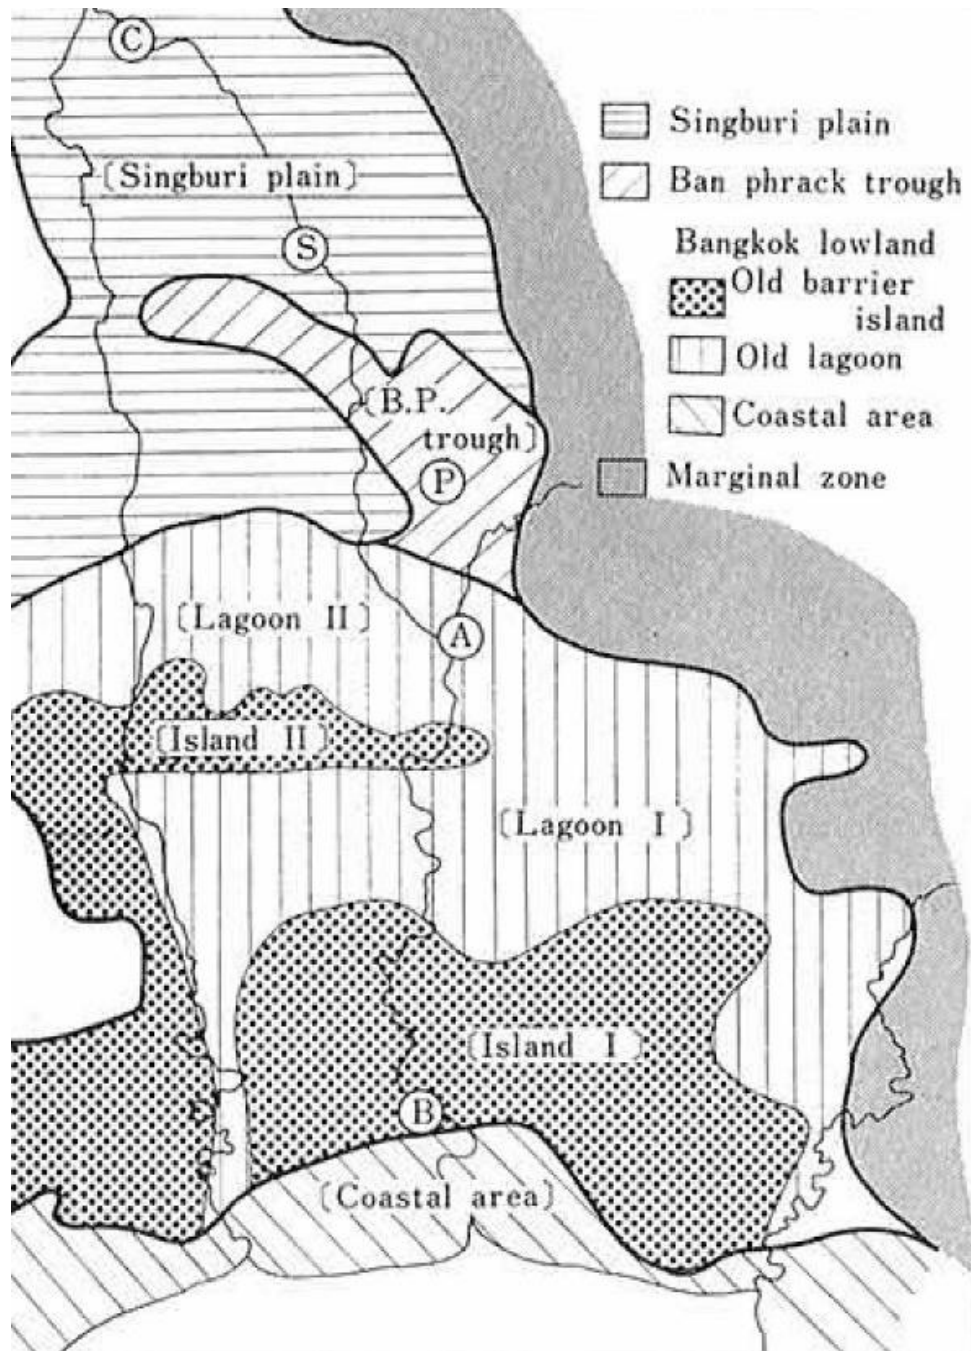 C
Singburi plain
[Singburi plain]
Ban phrack trough
S
Bangkok lowland
Old barrier
island
Old lagoon
[B.P.
trough]
Coastal area
P
Marginal zone
[Lagoon II]
A
[Island II]
[Lagoon I]
[Island I]
B
[Coastal area]